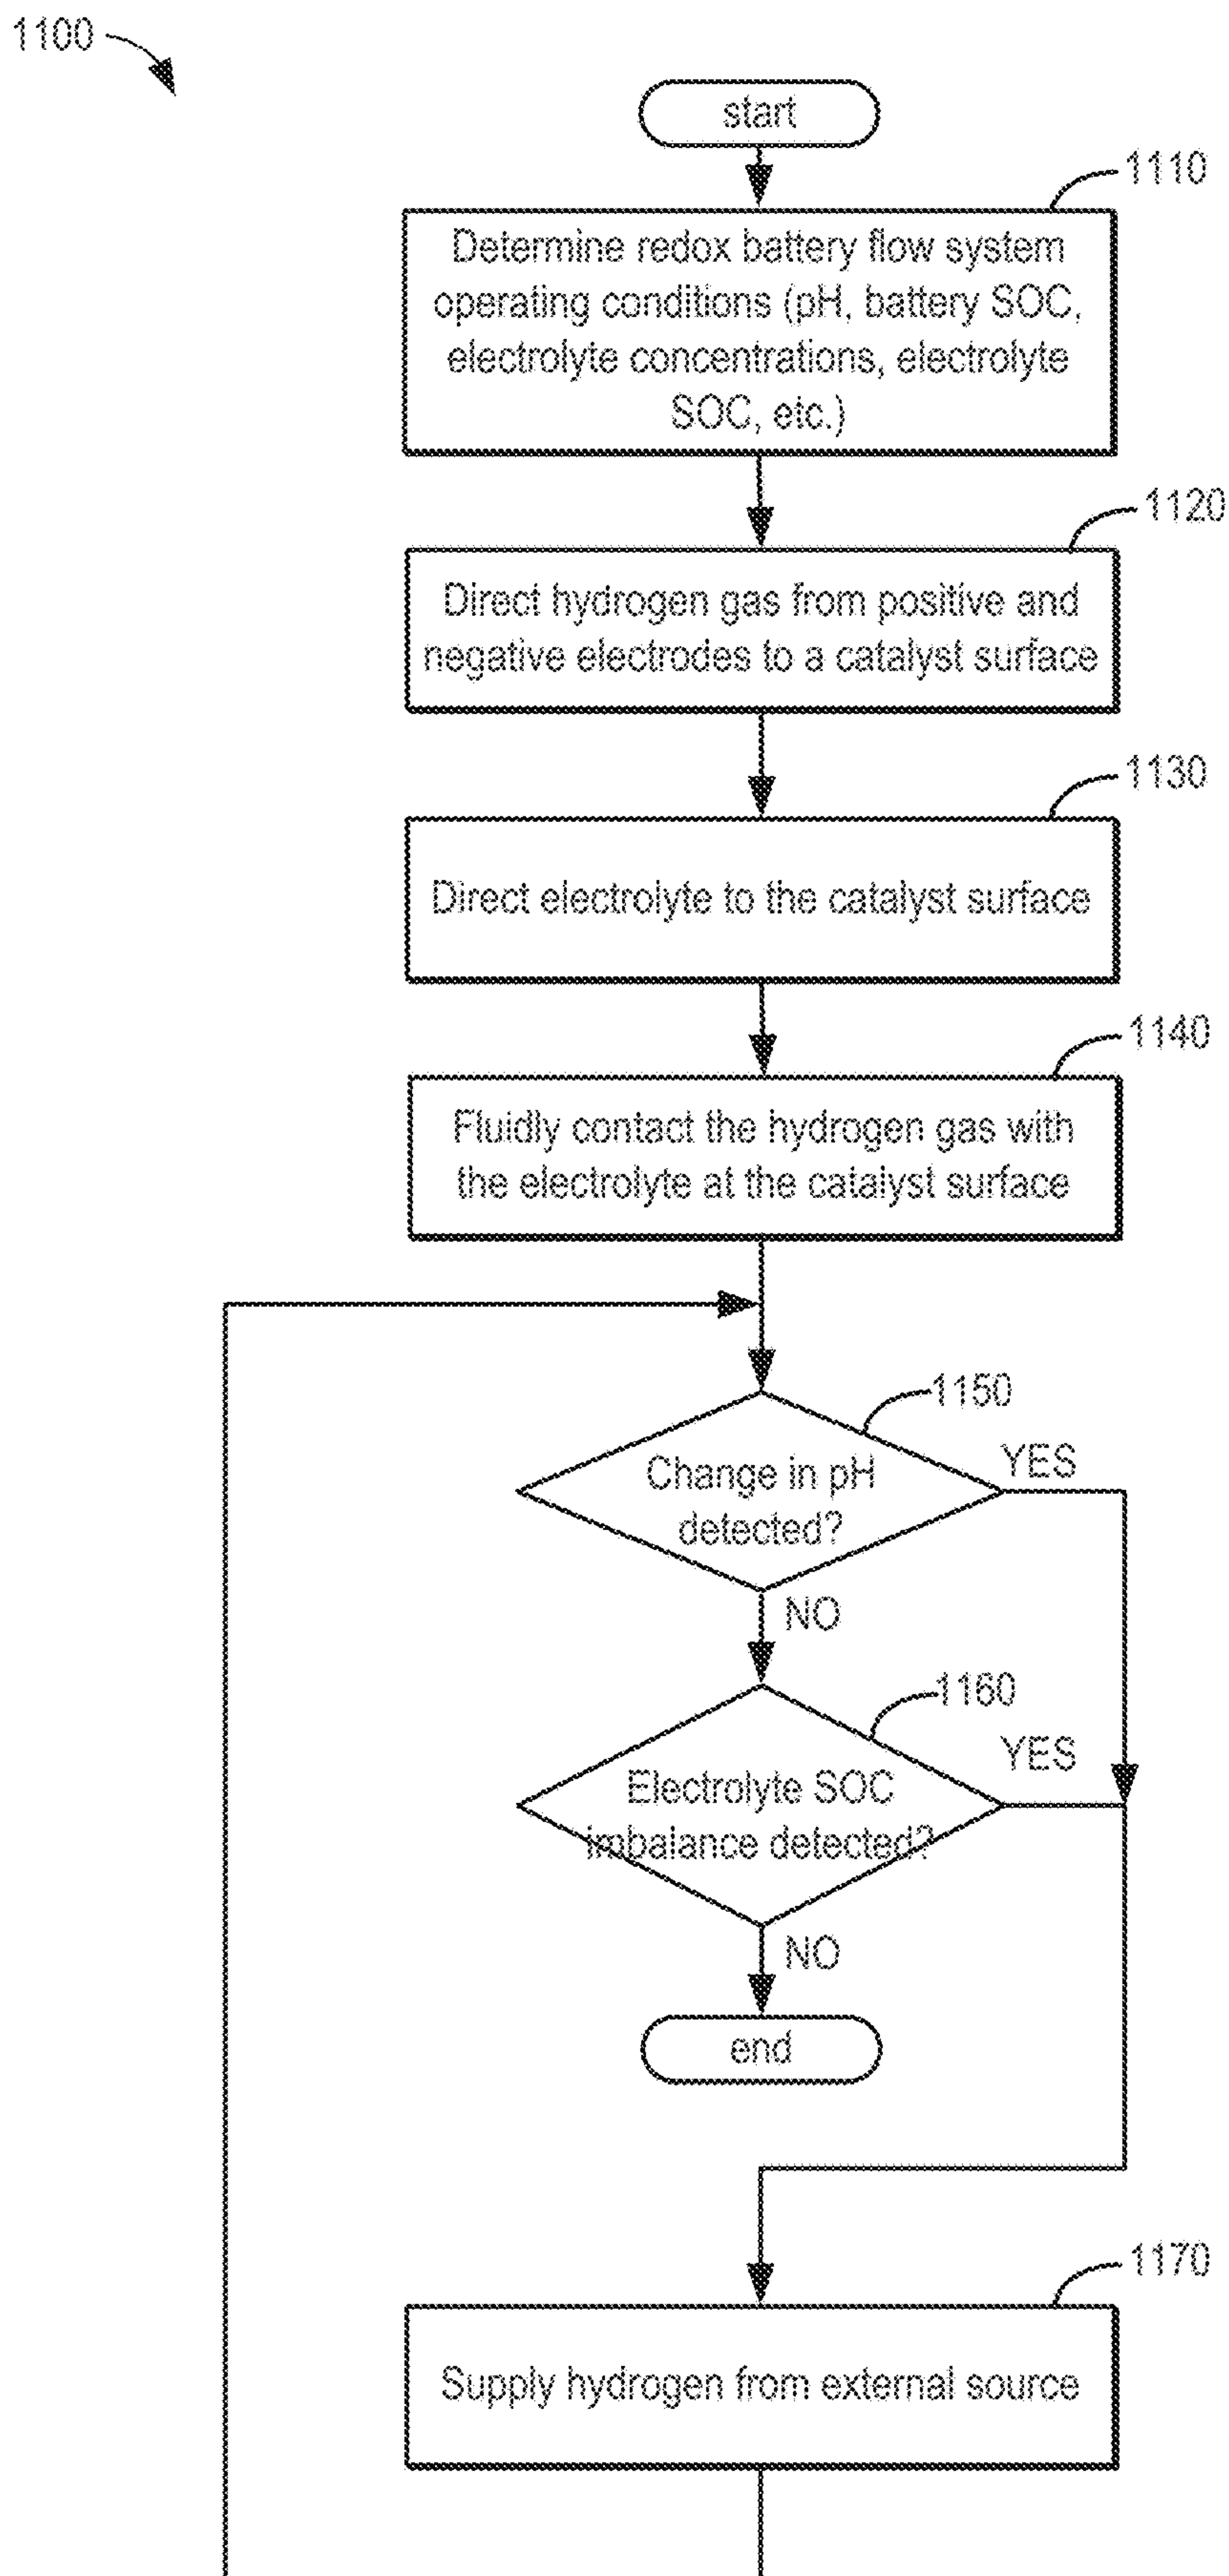 1100
start
1110
Determine redox battery flow system
operating conditions (pH, battery SOC,
electrolyte concentrations, electrolyte
SOC, etc.)
1120
Direct hydrogen gas from positive and
negative electrodes to a catalyst surface
1130
Direct electrolyte to the catalyst surface
1140
Fluidly contact the hydrogen gas with
the electrolyte at the catalyst surface
1150
Change in pH
detected?
YES
NO
1160
Electrolyte SOC
imbalance detected?
YES
NO
end
1170
Supply hydrogen from external source